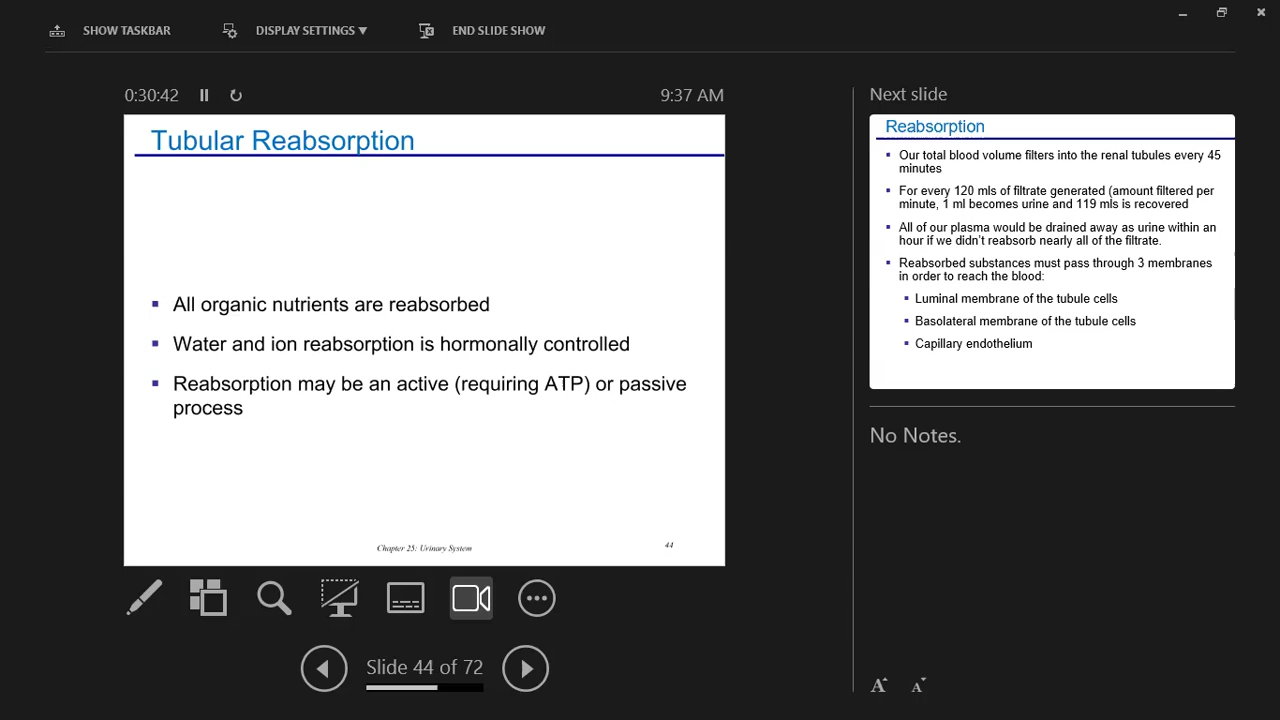 SHOW TASKBAR
DISPLAY SETTINGS ▼
END SLIDE SHOW
0:30:42
9:37 AM
Tubular Reabsorption
▪ All organic nutrients are reabsorbed
▪ Water and ion reabsorption is hormonally controlled
▪ Reabsorption may be an active (requiring ATP) or passive
process
Chapter 25: Urinary System
44
Slide 44 of 72
Next slide
Reabsorption
▪ Our total blood volume filters into the renal tubules every 45
minutes
▪ For every 120 mls of filtrate generated (amount filtered per
minute, 1 ml becomes urine and 119 mls is recovered
▪ All of our plasma would be drained away as urine within an
hour if we didn't reabsorb nearly all of the filtrate.
▪ Reabsorbed substances must pass through 3 membranes
in order to reach the blood:
▪ Luminal membrane of the tubule cells
▪ Basolateral membrane of the tubule cells
▪ Capillary endothelium
No Notes.
A A